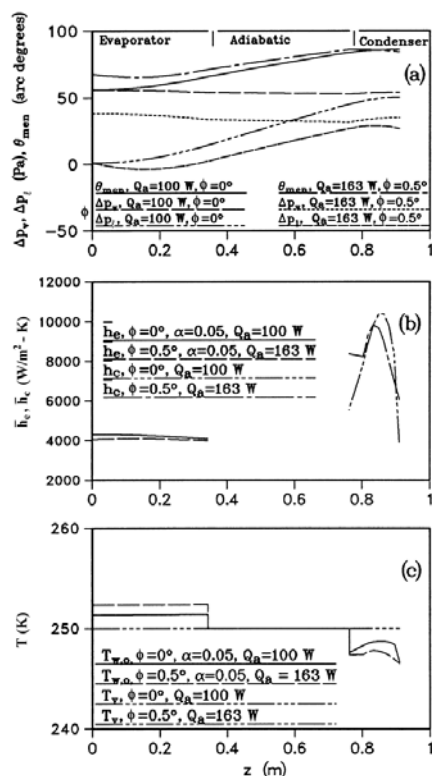 Evaporator Adiabatic Condenser
(a)
100
50
0
−50
Δp_v, Δp_ℓ (Pa), θ_men (arc degrees)
φ
θ_men, Q_a=100 W, φ=0° θ_men, Q_a=163 W, φ=0.5°
Δp_v, Q_a=100 W, φ=0° Δp_v, Q_a=163 W, φ=0.5°
Δp_ℓ, Q_a=100 W, φ=0° Δp_l, Q_a=163 W, φ=0.5°
0 0.2 0.4 0.6 0.8 1
z (m)
(b)
12000
10000
8000
6000
4000
2000
h̄_e, h̄_c (W/m²−K)
h̄_e, φ=0°, α=0.05, Q_a=100 W
h̄_e, φ=0.5°, α=0.05, Q_a=163 W
h̄_c, φ=0°, Q_a=100 W
h̄_c, φ=0.5°, Q_a=163 W
0 0.2 0.4 0.6 0.8 1
z (m)
(c)
260
250
240
T (K)
T_w,o, φ=0°, α=0.05, Q_a=100 W
T_w,o, φ=0.5°, α=0.05, Q_a = 163 W
T_v, φ=0°, Q_a=100 W
T_v, φ=0.5°, Q_a=163 W
0 0.2 0.4 0.6 0.8 1
z (m)